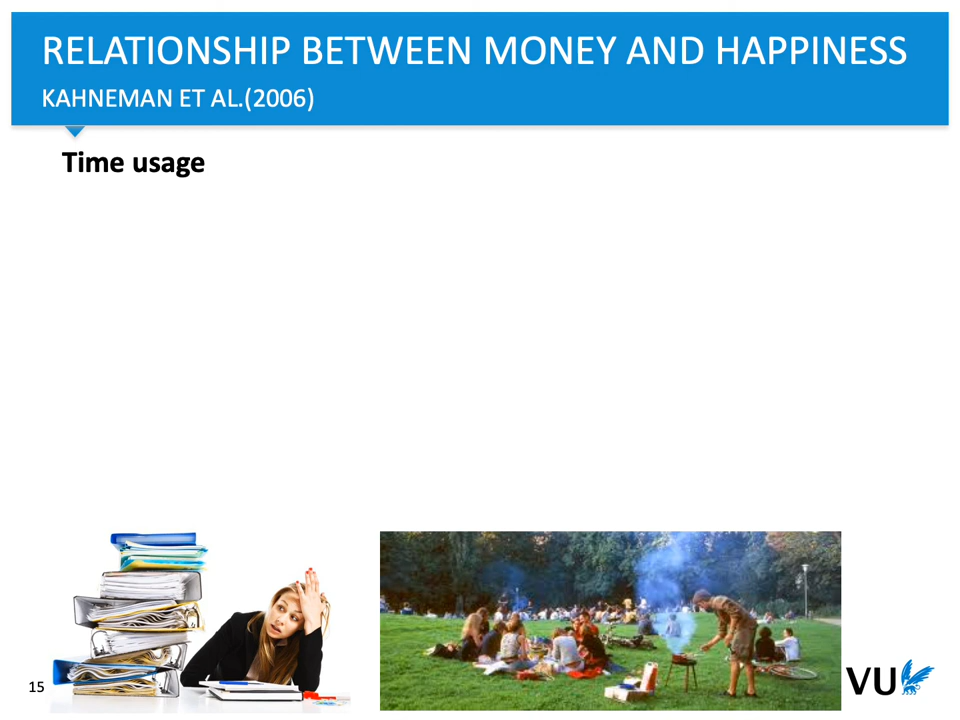 RELATIONSHIP BETWEEN MONEY AND HAPPINESS
KAHNEMAN ET AL.(2006)
Time usage
15
VU